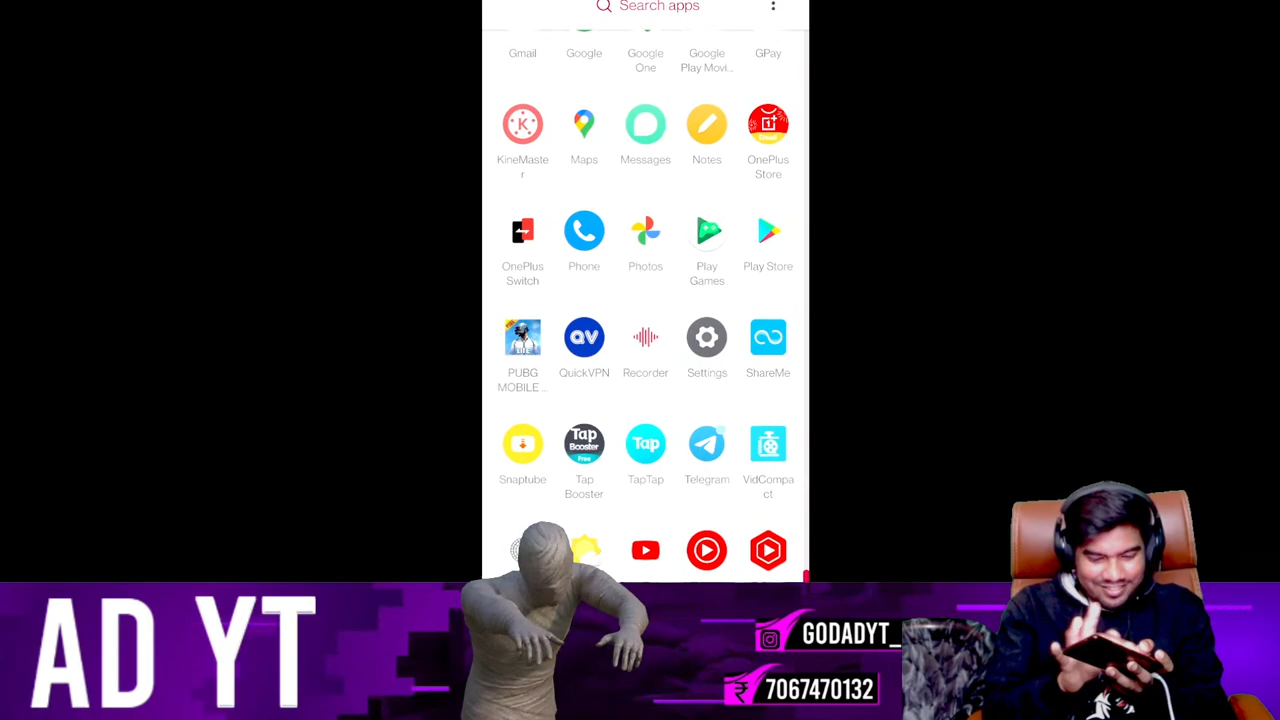 Search apps
Gmail Google Google One Google Play Movi... GPay
KineMaste
r
Maps
Messages
Notes
OnePlus
Store
OnePlus
Switch
Phone
Photos
Play
Games
Play Store
PUBG
MOBILE ...
QuickVPN
Recorder
Settings
ShareMe
Snaptube
Tap
Booster
Free
Tap
Booster
Tap
TapTap
Telegram
VidCompa
ct
AD YT
GODADYT_
₹ 7067470132